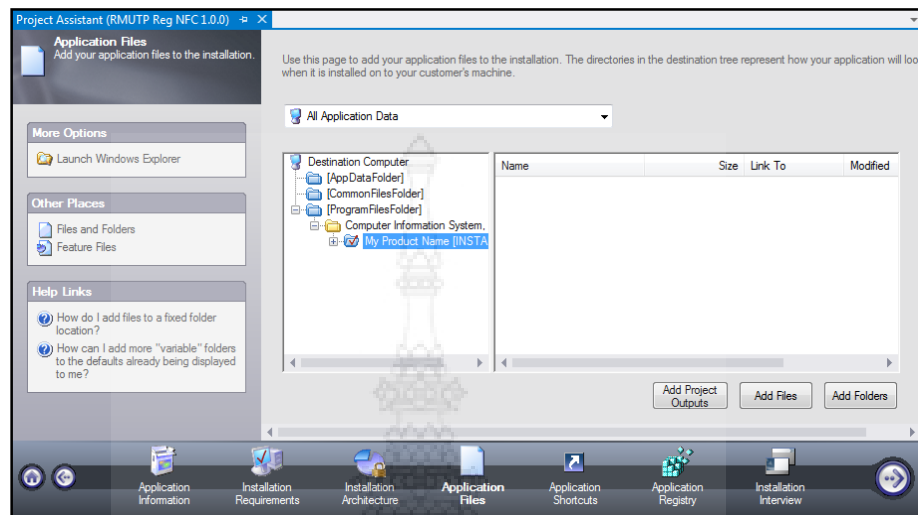 Project Assistant (RMUTP Reg NFC 1.0.0)
Application Files
Add your application files to the installation.
Use this page to add your application files to the installation. The directories in the destination tree represent how your application will loo
when it is installed on to your customer's machine.
All Application Data
More Options
Launch Windows Explorer
Other Places
Files and Folders
Feature Files
Help Links
How do I add files to a fixed folder
location?
How can I add more "variable" folders
to the defaults already being displayed
to me?
Destination Computer
[AppDataFolder]
[CommonFilesFolder]
[ProgramFilesFolder]
Computer Information System,
My Product Name [INSTA
Name Size Link To Modified
Add Project
Outputs
Add Files
Add Folders
Application
Information
Installation
Requirements
Installation
Architecture
Application
Files
Application
Shortcuts
Application
Registry
Installation
Interview